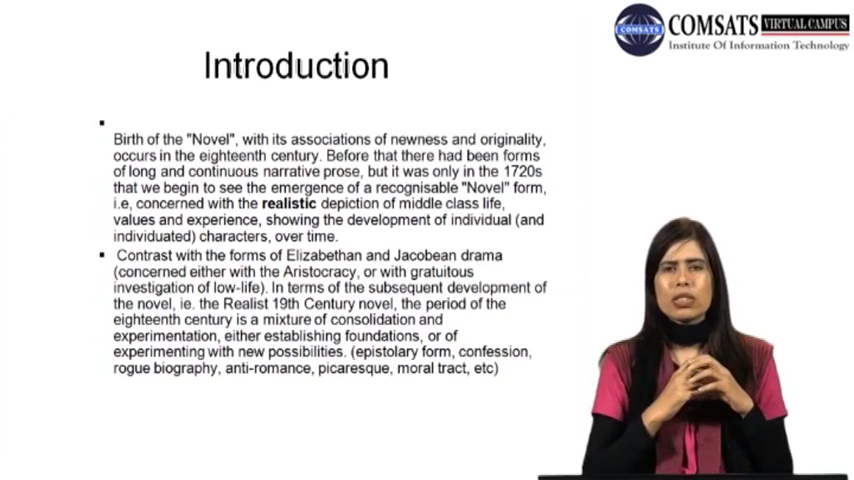 COMSATS VIRTUAL CAMPUS
COMSATS
Institute Of Information Technology
Introduction
Birth of the "Novel", with its associations of newness and originality,
occurs in the eighteenth century. Before that there had been forms
of long and continuous narrative prose, but it was only in the 1720s
that we begin to see the emergence of a recognisable "Novel" form,
i.e, concerned with the realistic depiction of middle class life,
values and experience, showing the development of individual (and
individuated) characters, over time.
Contrast with the forms of Elizabethan and Jacobean drama
(concerned either with the Aristocracy, or with gratuitous
investigation of low-life). In terms of the subsequent development of
the novel, ie. the Realist 19th Century novel, the period of the
eighteenth century is a mixture of consolidation and
experimentation, either establishing foundations, or of
experimenting with new possibilities. (epistolary form, confession,
rogue biography, anti-romance, picaresque, moral tract, etc)